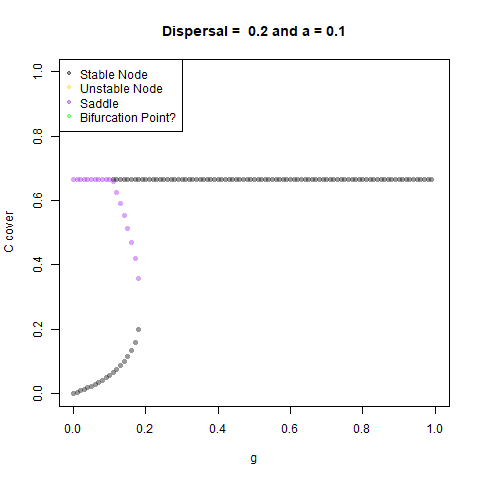 Dispersal =  0.2 and a = 0.1
Stable Node
Unstable Node
Saddle
Bifurcation Point?
C cover
1.0
0.8
0.6
0.4
0.2
0.0
0.0 0.2 0.4 0.6 0.8 1.0
g